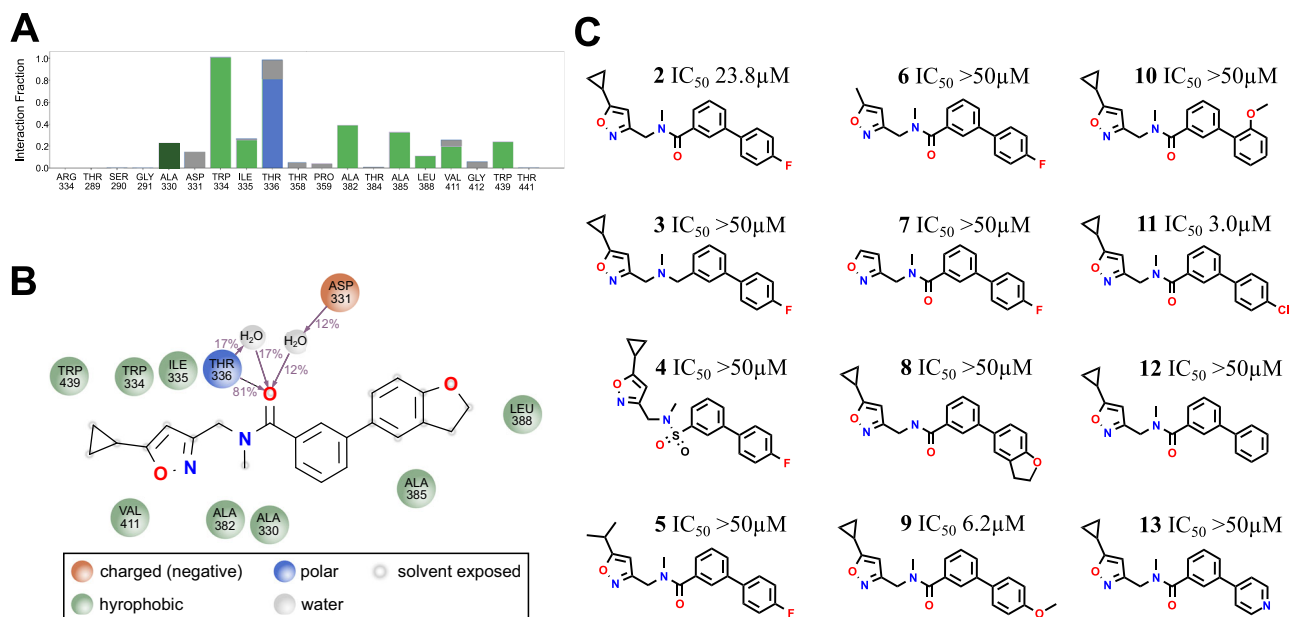 A
Interaction Fraction
1.0
0.8
0.6
0.4
0.2
0.0
ARG THR SER GLY ALA ASP TRP ILE THR THR PRO ALA THR ALA LEU VAL GLY TRP THR
334 289 290 291 330 331 334 335 336 358 359 382 384 385 388 411 412 439 441
B
ASP
331
H2O
H2O
12%
17%
17%
12%
81%
TRP
439
TRP
334
ILE
335
THR
336
O
O
N
O
N
LEU
388
ALA
385
VAL
411
ALA
382
ALA
330
charged (negative)
polar
solvent exposed
hyrophobic
water
C
2 IC50 23.8µM
O
N
N
O
F
6 IC50 >50µM
O
N
N
O
F
10 IC50 >50µM
O
N
N
O
O
3 IC50 >50µM
O
N
N
F
7 IC50 >50µM
O
N
N
O
F
11 IC50 3.0µM
O
N
N
O
Cl
4 IC50 >50µM
O
N
N
S
O
O
F
8 IC50 >50µM
O
N
N
O
O
12 IC50 >50µM
O
N
N
O
5 IC50 >50µM
O
N
N
O
F
9 IC50 6.2µM
O
N
N
O
O
13 IC50 >50µM
O
N
N
O
N